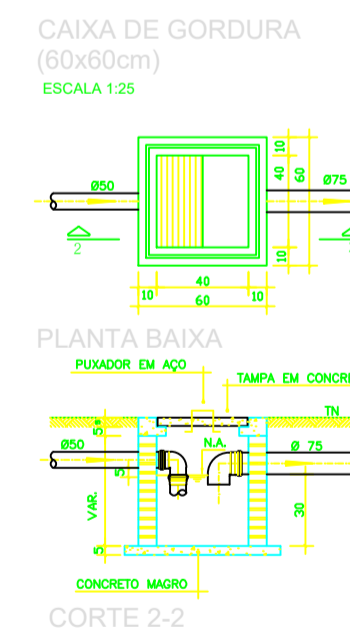 CAIXA DE GORDURA
(60x60cm)
ESCALA 1:25
Ø50
10
40
10
60
Ø75
2
10
40
10
60
PLANTA BAIXA
PUXADOR EM AÇO
TAMPA EM CONCRE
TN
5
Ø50
N.A.
Ø 75
5
VAR.
30
5
CONCRETO MAGRO
CORTE 2-2